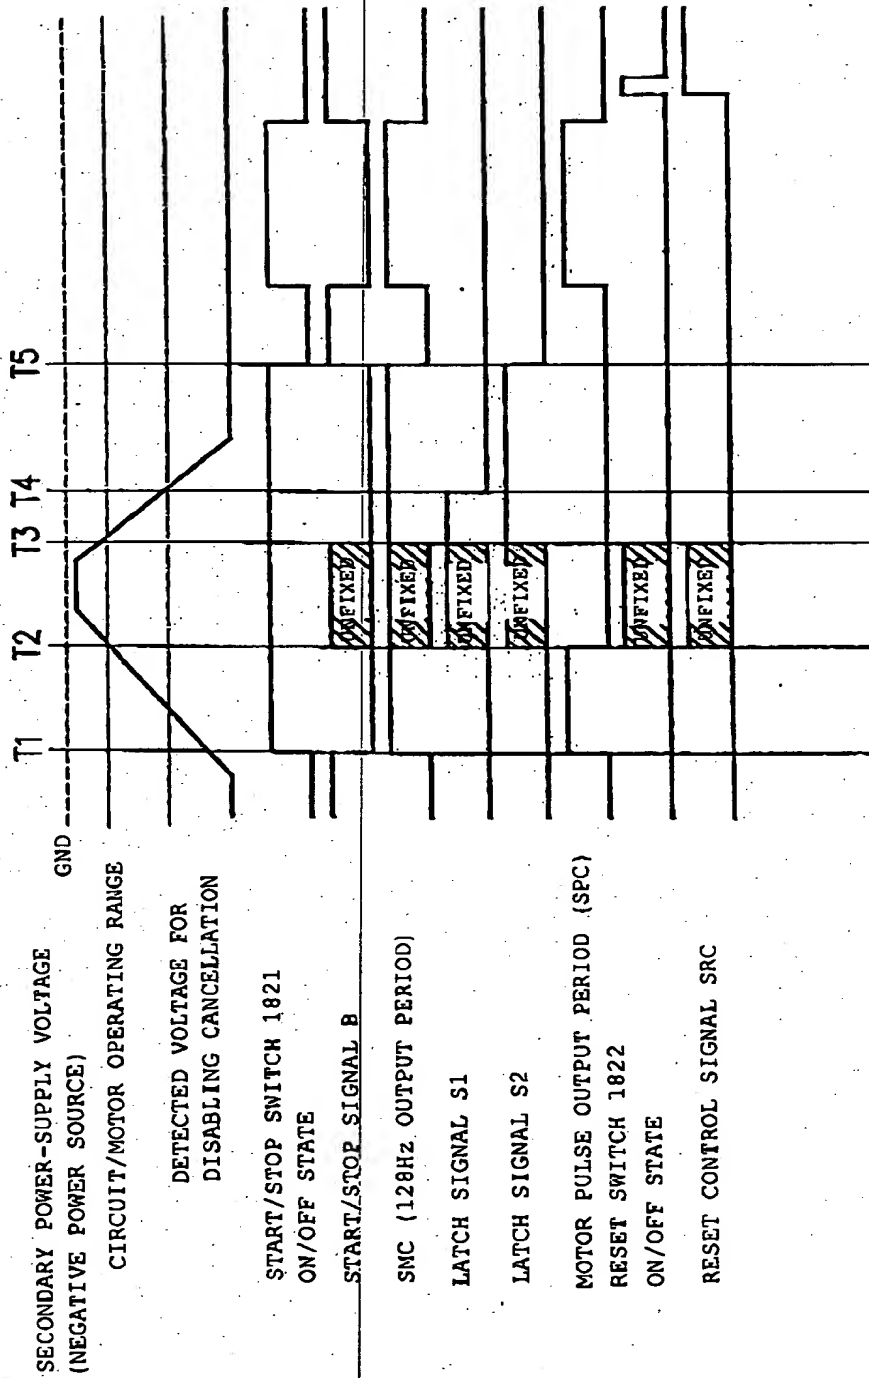 T1 T2 T3 T4 T5
SECONDARY POWER-SUPPLY VOLTAGE
(NEGATIVE POWER SOURCE)
GND
CIRCUIT/MOTOR OPERATING RANGE
DETECTED VOLTAGE FOR
DISABLING CANCELLATION
START/STOP SWITCH 1821
ON/OFF STATE
START/STOP SIGNAL B
UNFIXED
SMC (128Hz OUTPUT PERIOD)
UNFIXED
LATCH SIGNAL S1
UNFIXED
LATCH SIGNAL S2
UNFIXED
MOTOR PULSE OUTPUT PERIOD (SPC)
RESET SWITCH 1822
ON/OFF STATE
UNFIXED
RESET CONTROL SIGNAL SRC
UNFIXED